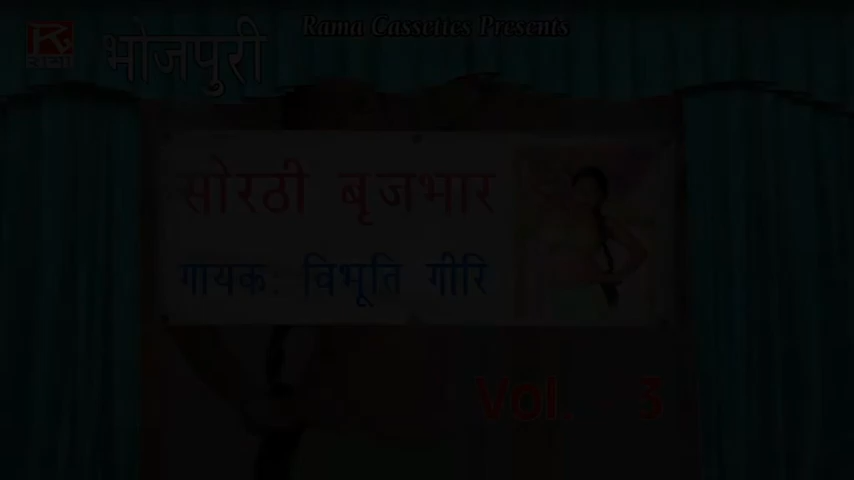 Rama Cassettes Presents
R
रामा
भोजपुरी
सोरठी बृजभार
गायक: विभूति गीरि
Vol. - 3